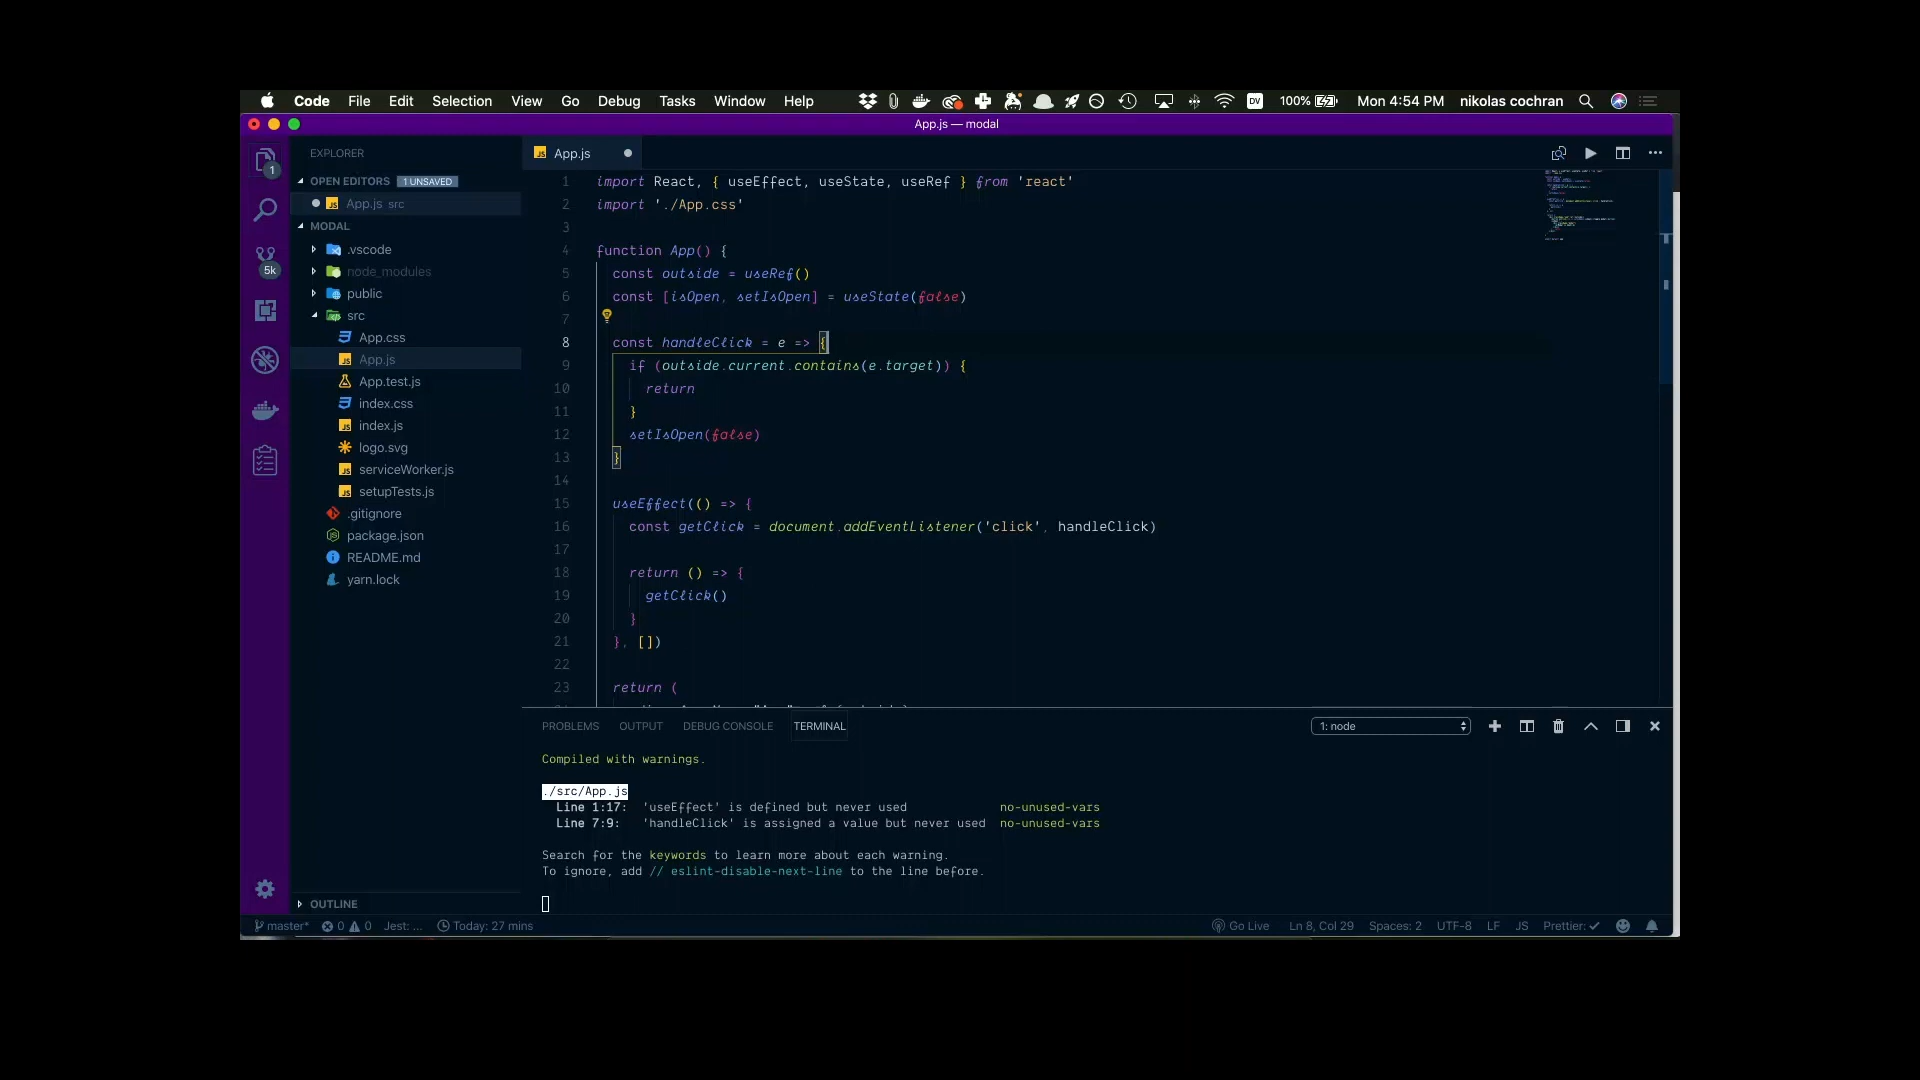 Code File Edit Selection View Go Debug Tasks Window Help DV 100% Mon 4:54 PM nikolas cochran
App.js — modal
EXPLORER
OPEN EDITORS 1 UNSAVED
App.js src
MODAL
.vscode
node_modules
public
src
App.css
App.js
App.test.js
index.css
index.js
logo.svg
serviceWorker.js
setupTests.js
.gitignore
package.json
README.md
yarn.lock
OUTLINE
1
5k
App.js
1 import React, { useEffect, useState, useRef } from 'react'
2 import './App.css'
3
4 function App() {
5 const outside = useRef()
6 const [isOpen, setIsOpen] = useState(false)
7
8 const handleClick = e => {
9 if (outside.current.contains(e.target)) {
10 return
11 }
12 setIsOpen(false)
13 }
14
15 useEffect(() => {
16 const getClick = document.addEventListener('click', handleClick)
17
18 return () => {
19 getClick()
20 }
21 }, [])
22
23 return (
PROBLEMS OUTPUT DEBUG CONSOLE TERMINAL 1: node
Compiled with warnings.
./src/App.js
Line 1:17: 'useEffect' is defined but never used no-unused-vars
Line 7:9: 'handleClick' is assigned a value but never used no-unused-vars
Search for the keywords to learn more about each warning.
To ignore, add // eslint-disable-next-line to the line before.
master* 0 0 Jest: ... Today: 27 mins Go Live Ln 8, Col 29 Spaces: 2 UTF-8 LF JS Prettier: ✓